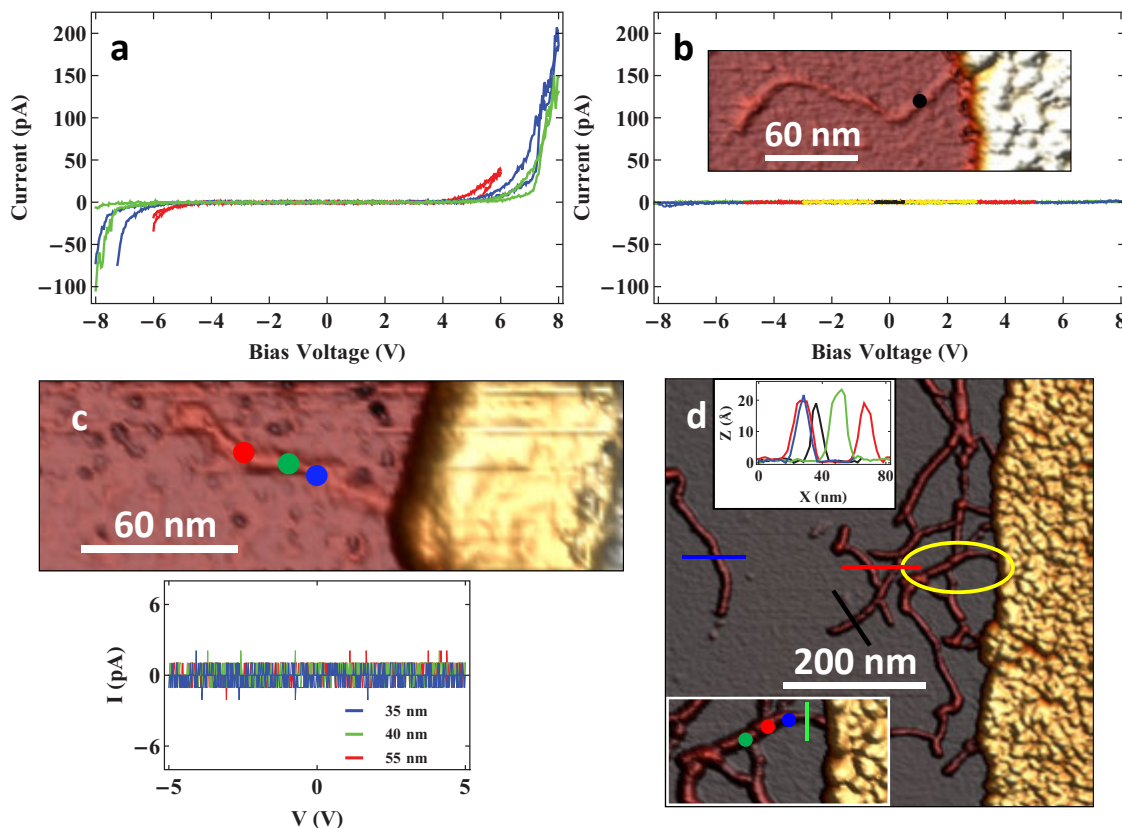 a
Current (pA)
200
150
100
50
0
−50
−100
−8 −6 −4 −2 0 2 4 6 8
Bias Voltage (V)
b
60 nm
Current (pA)
200
150
100
50
0
−50
−100
−8 −6 −4 −2 0 2 4 6 8
Bias Voltage (V)
c
60 nm
I (pA)
6
0
−6
35 nm
40 nm
55 nm
−5 0 5
V (V)
d
Z (Å)
20
10
0
0 40 80
X (nm)
200 nm